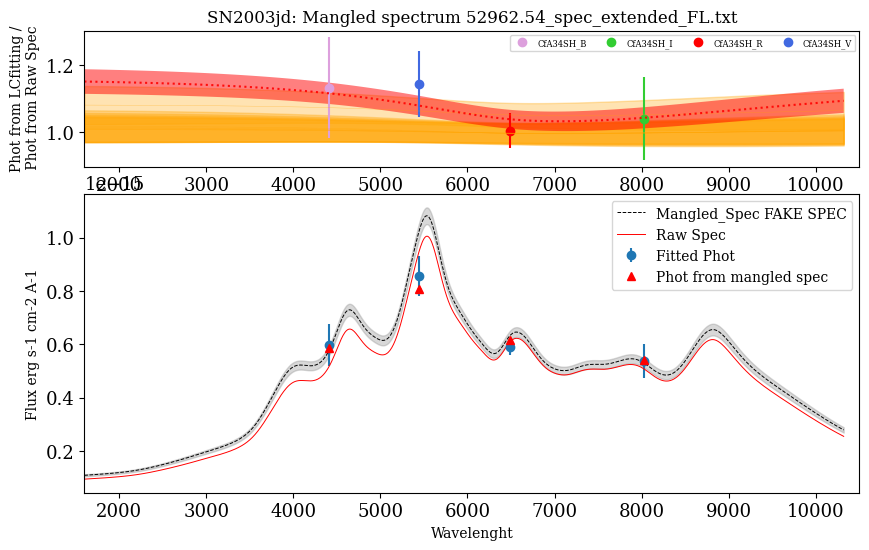 SN2003jd: Mangled spectrum 52962.54_spec_extended_FL.txt
Phot from LCfitting /
Phot from Raw Spec
CfA34SH_B
CfA34SH_I
CfA34SH_R
CfA34SH_V
1.2
1.0
2000 3000 4000 5000 6000 7000 8000 9000 10000
1e−15
Flux erg s-1 cm-2 A-1
1.0
0.8
0.6
0.4
0.2
Mangled_Spec FAKE SPEC
Raw Spec
Fitted Phot
Phot from mangled spec
2000 3000 4000 5000 6000 7000 8000 9000 10000
Wavelenght